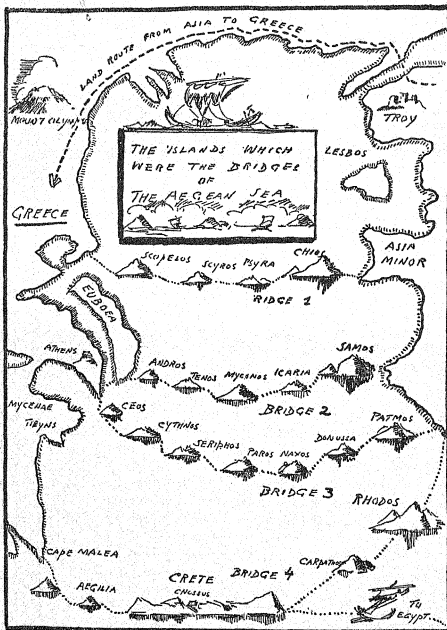 LAND ROUTE FROM ASIA TO GREECE
MOUNT OLYMP
TROY
THE ISLANDS WHICH
WERE THE BRIDGES
OF
THE AEGEAN SEA
LESBOS
GREECE
ASIA
MINOR
SCOPELUS
SCYROS
PSYRA
CHIOS
RIDGE 1
EUBOEA
ATHENS
ANDROS
TENOS
MYCONOS
ICARIA
SAMOS
BRIDGE 2
MYCENAE
TIRYNS
CEOS
CYTHNOS
SERIPHOS
PAROS
NAXOS
DONUSSA
PATMOS
BRIDGE 3
RHODOS
CAPE MALEA
AEGILIA
CRETE
CNOSSUS
BRIDGE 4
CARPATHOS
TO
EGYPT